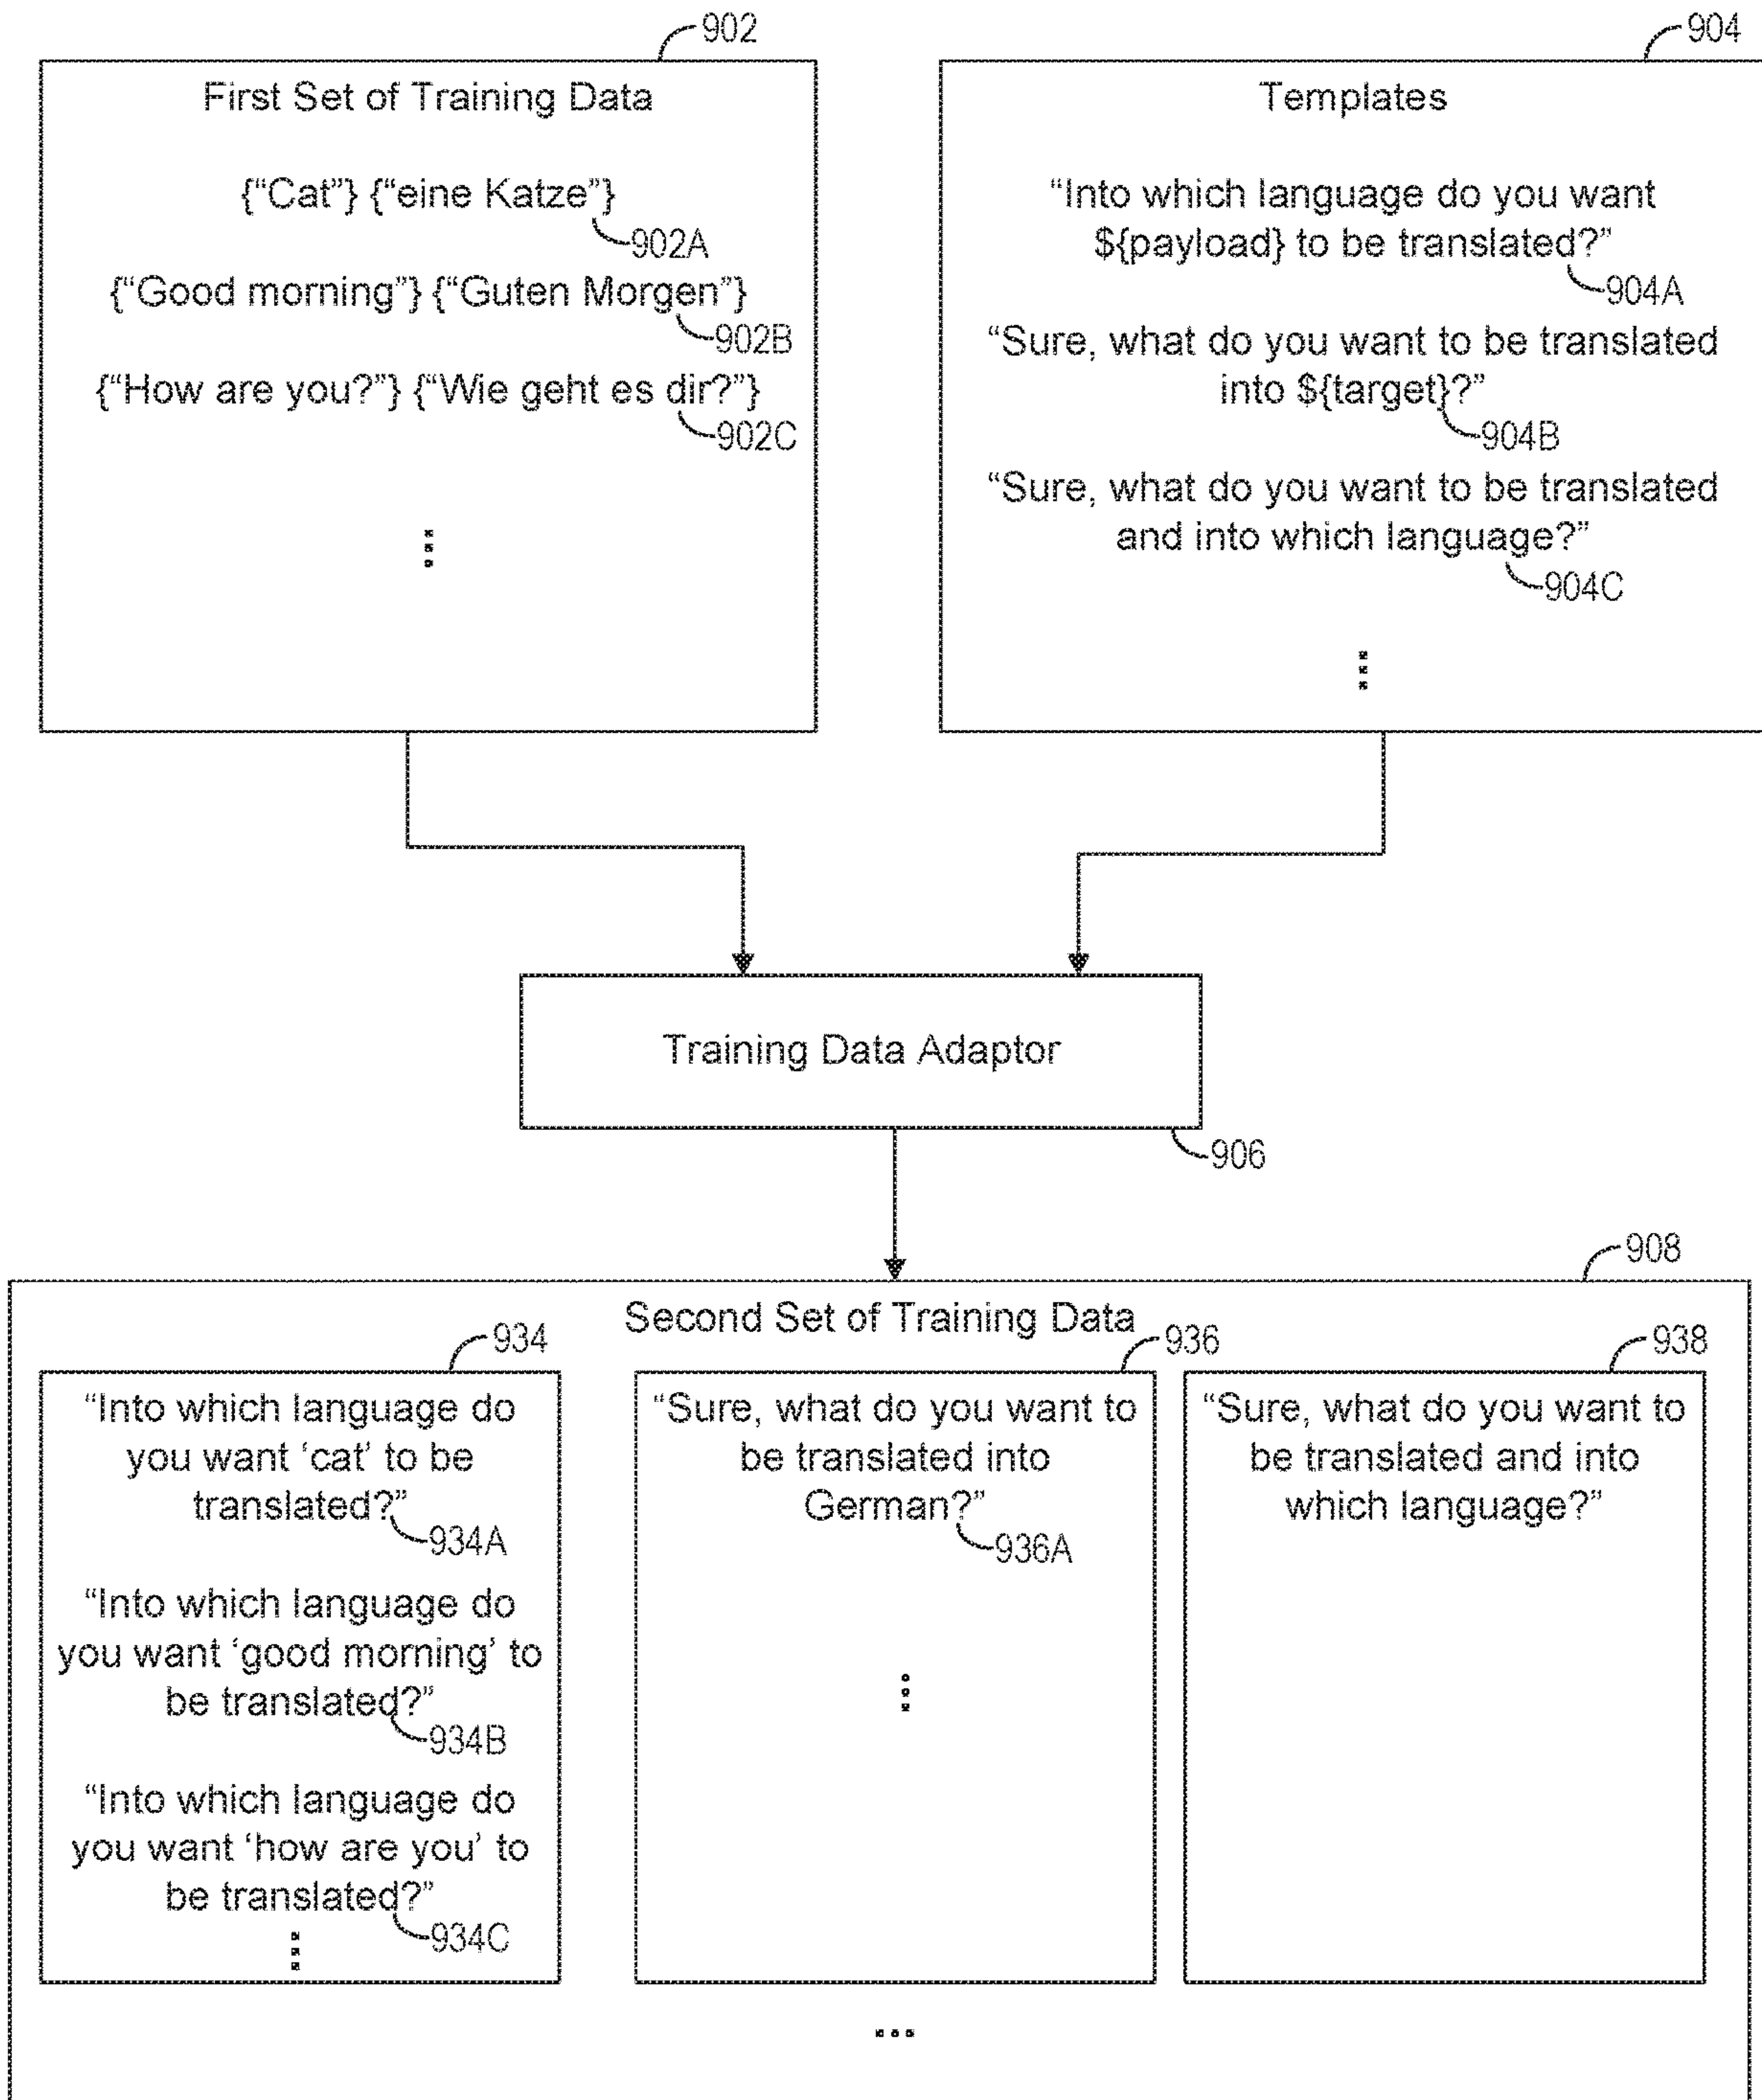 902
First Set of Training Data
{“Cat”} {“eine Katze”}
902A
{“Good morning”} {“Guten Morgen”}
902B
{“How are you?”} {“Wie geht es dir?”}
902C
904
Templates
“Into which language do you want
${payload} to be translated?”
904A
“Sure, what do you want to be translated
into ${target}?”
904B
“Sure, what do you want to be translated
and into which language?”
904C
Training Data Adaptor
906
908
Second Set of Training Data
934
“Into which language do
you want ‘cat’ to be
translated?”
934A
“Into which language do
you want ‘good morning’ to
be translated?”
934B
“Into which language do
you want ‘how are you’ to
be translated?”
934C
936
“Sure, what do you want to
be translated into
German?”
936A
938
“Sure, what do you want to
be translated and into
which language?”